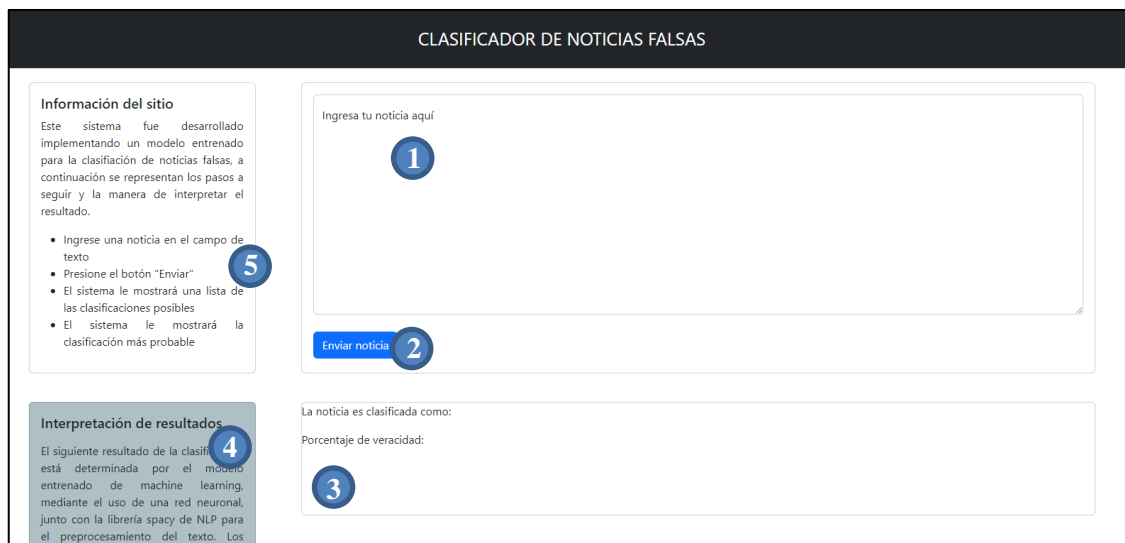 CLASIFICADOR DE NOTICIAS FALSAS
Información del sitio
Este sistema fue desarrollado
implementando un modelo entrenado
para la clasifiación de noticias falsas, a
continuación se representan los pasos a
seguir y la manera de interpretar el
resultado.
Ingrese una noticia en el campo de
texto
Presione el botón "Enviar"
El sistema le mostrará una lista de
las clasificaciones posibles
El sistema le mostrará la
clasificación más probable
5
Ingresa tu noticia aquí
1
Enviar noticia
2
Interpretación de resultados
El siguiente resultado de la
está determinada por el modelo
entrenado de machine learning,
mediante el uso de una red neuronal,
junto con la librería spacy de NLP para
el preprocesamiento del texto. Los
4
La noticia es clasificada como:
Porcentaje de veracidad:
3